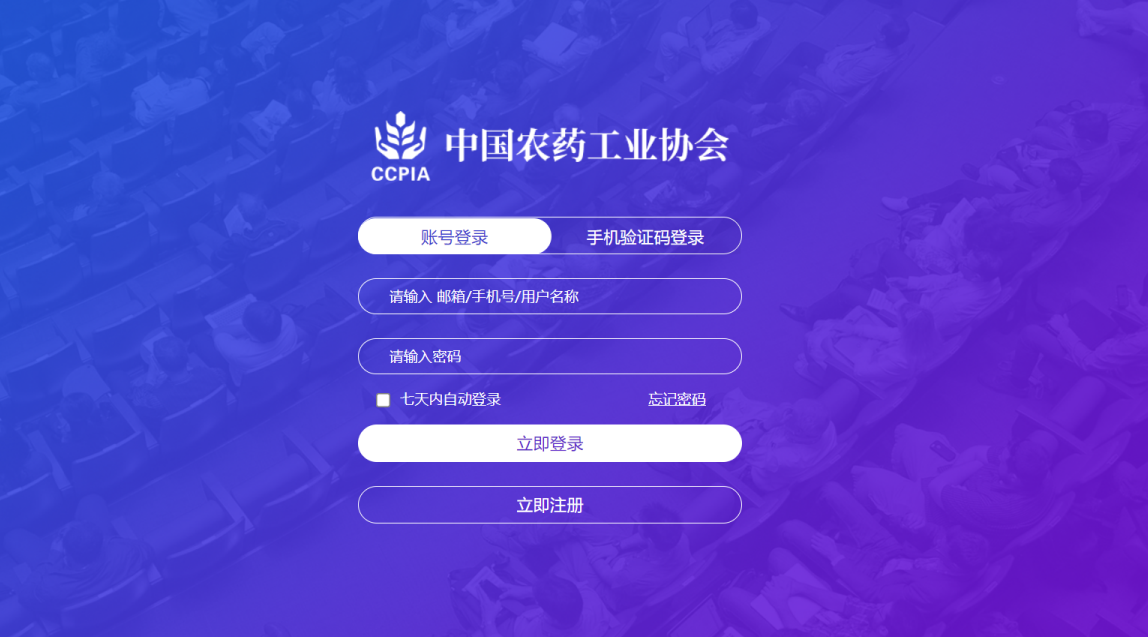 中国农药工业协会
CCPIA
账号登录 手机验证码登录
请输入 邮箱/手机号/用户名称
请输入密码
七天内自动登录 忘记密码
立即登录
立即注册